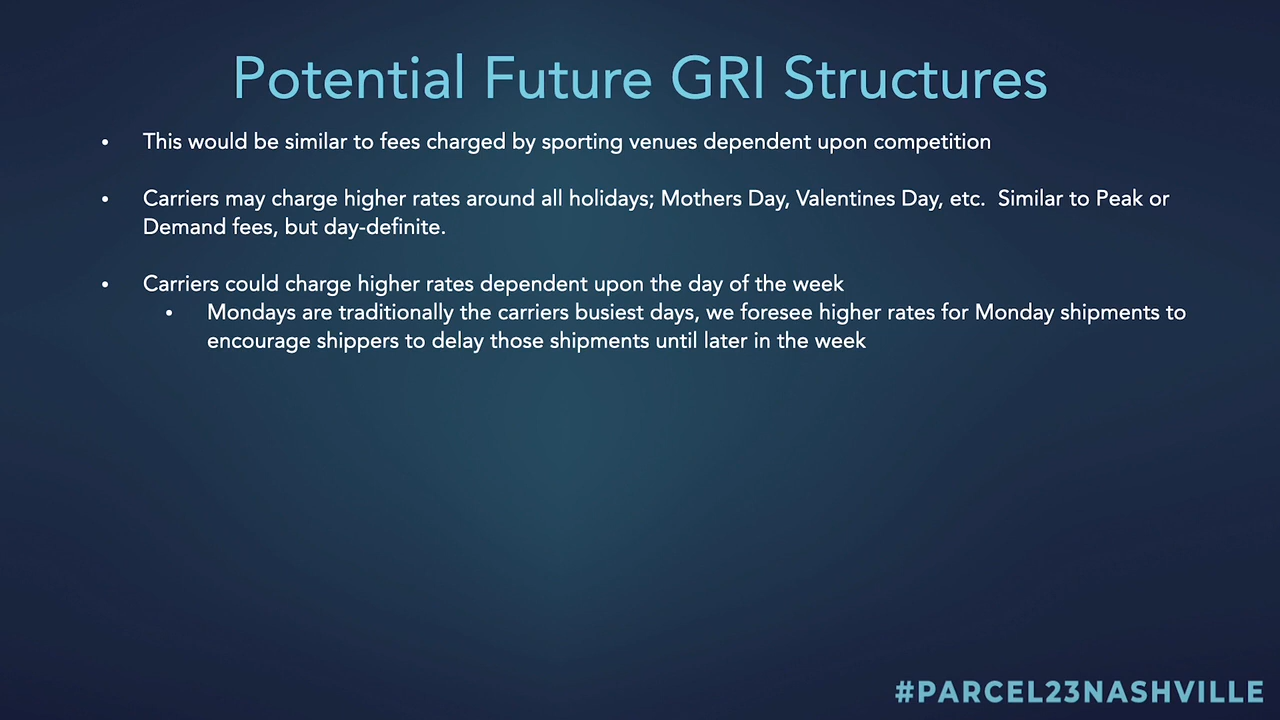 Potential Future GRI Structures
• This would be similar to fees charged by sporting venues dependent upon competition
• Carriers may charge higher rates around all holidays; Mothers Day, Valentines Day, etc.  Similar to Peak or
Demand fees, but day-definite.
• Carriers could charge higher rates dependent upon the day of the week
• Mondays are traditionally the carriers busiest days, we foresee higher rates for Monday shipments to
encourage shippers to delay those shipments until later in the week
#PARCEL23NASHVILLE